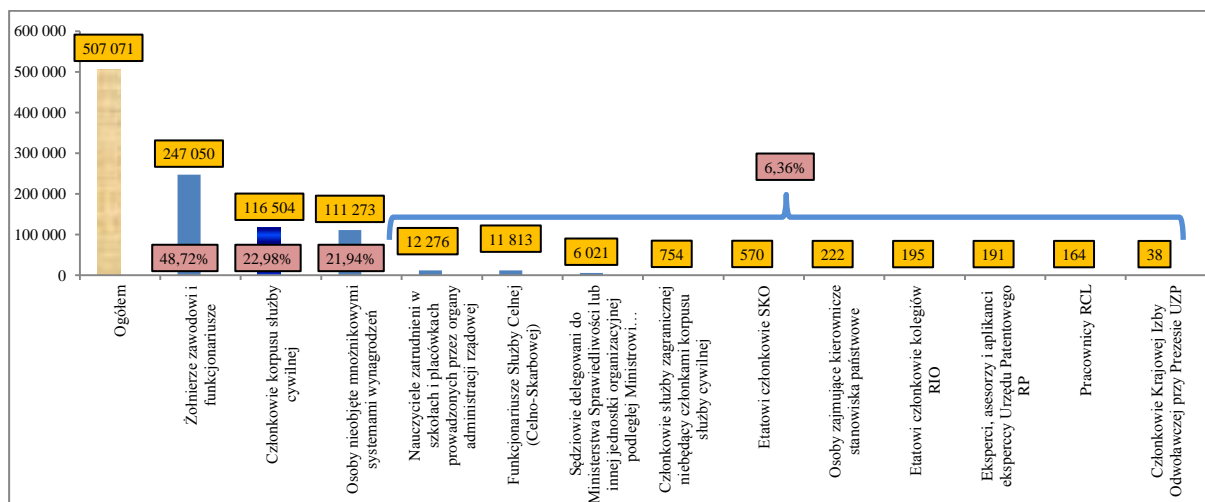 600 000
500 000
400 000
300 000
200 000
100 000
0
507 071
247 050
116 504
111 273
12 276
11 813
6 021
754
570
222
195
191
164
38
48,72%
22,98%
21,94%
6,36%
Ogółem
Żołnierze zawodowi i
funkcjonariusze
Członkowie korpusu służby
cywilnej
Osoby nieobjęte mnożnikowymi
systemami wynagrodzeń
Nauczyciele zatrudnieni w
szkołach i placówkach
prowadzonych przez organy
administracji rządowej
Funkcjonariusze Służby Celnej
(Celno-Skarbowej)
Sędziowie delegowani do
Ministerstwa Sprawiedliwości lub
innej jednostki organizacyjnej
podległej Ministrowi…
Członkowie służby zagranicznej
niebędący członkami korpusu
służby cywilnej
Etatowi członkowie SKO
Osoby zajmujące kierownicze
stanowiska państwowe
Etatowi członkowie kolegiów
RIO
Eksperci, asesorzy i aplikanci
eksperccy Urzędu Patentowego
RP
Pracownicy RCL
Członkowie Krajowej Izby
Odwoławczej przy Prezesie UZP